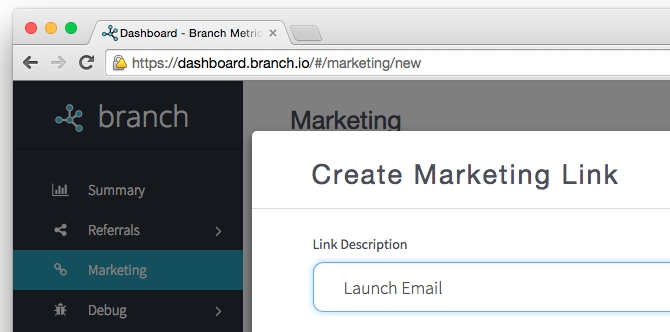 Dashboard - Branch Metric
https://dashboard.branch.io/#/marketing/new
branch
Marketing
Create Marketing Link
Summary
Referrals
Link Description
Marketing
Launch Email
Debug